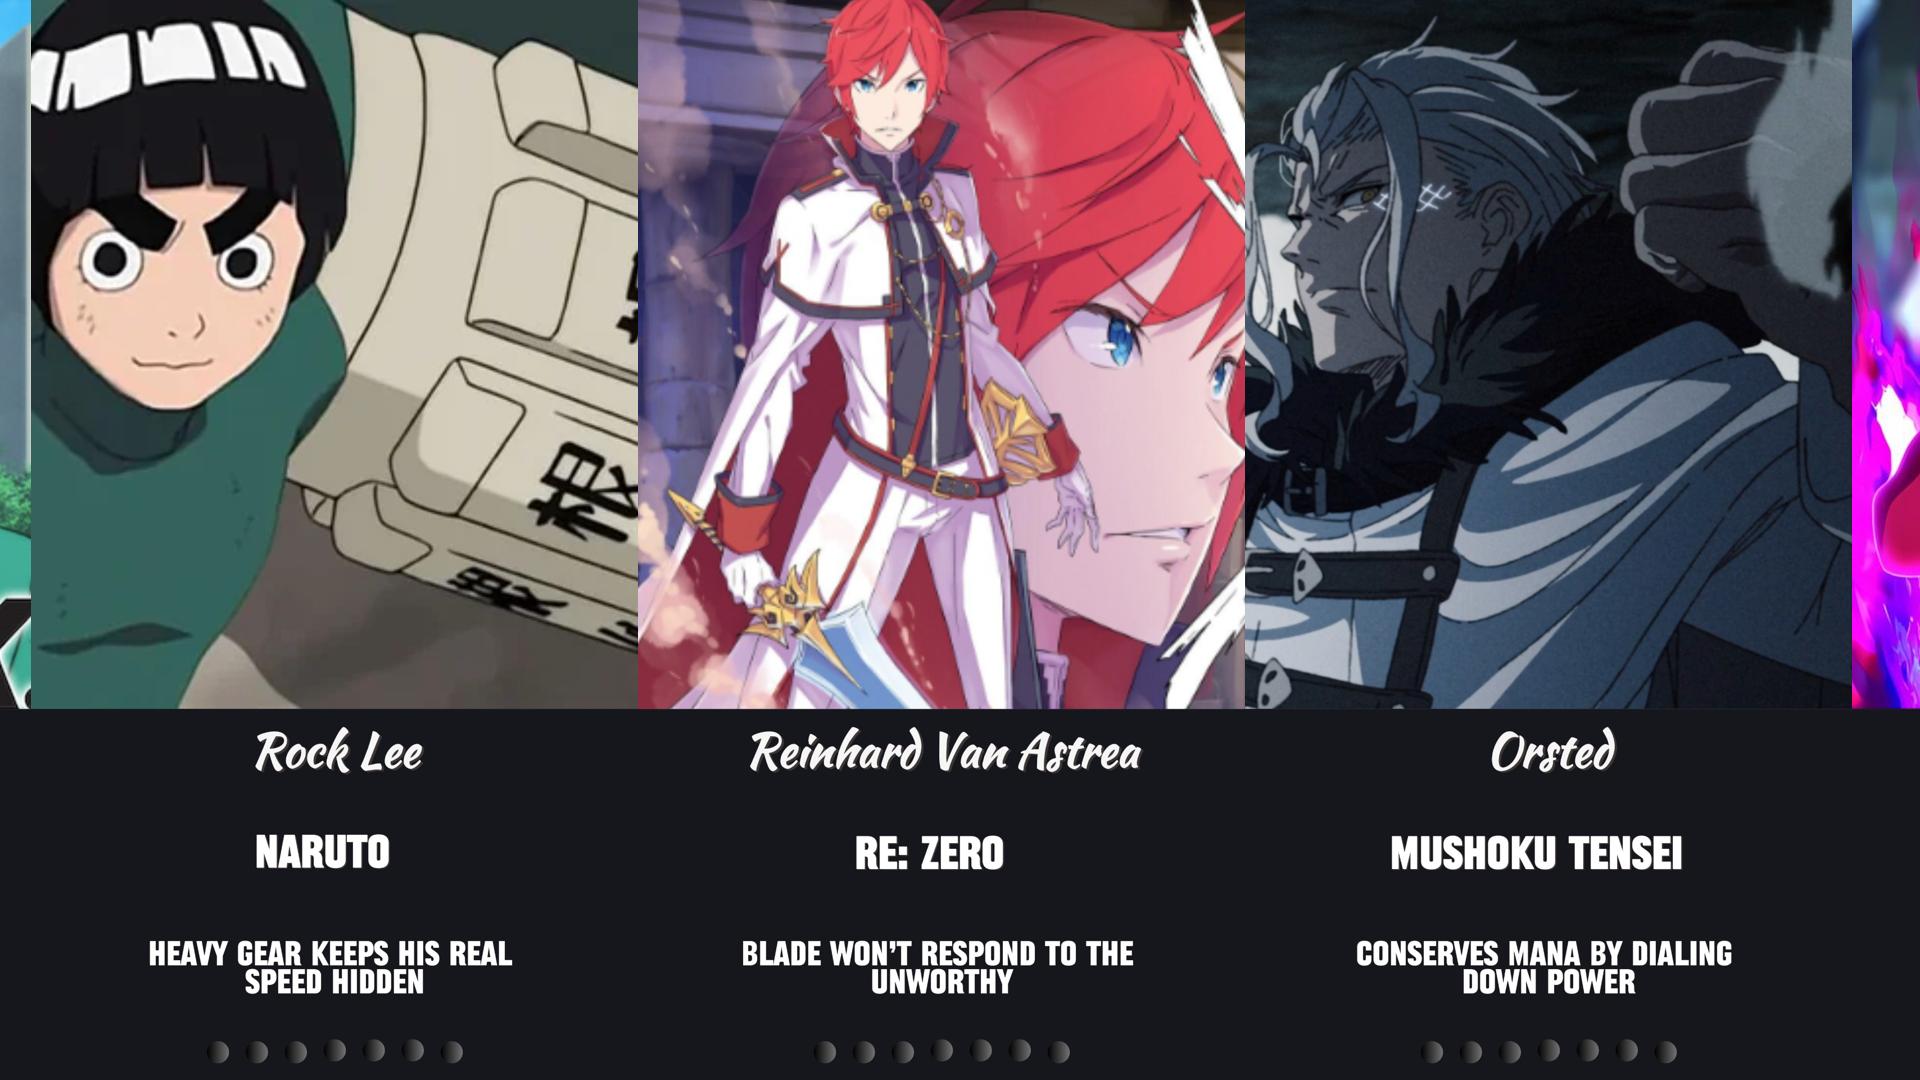 根
Rock Lee
Reinhard Van Astrea
Orsted
NARUTO
RE: ZERO
MUSHOKU TENSEI
HEAVY GEAR KEEPS HIS REAL
SPEED HIDDEN
BLADE WON'T RESPOND TO THE
UNWORTHY
CONSERVES MANA BY DIALING
DOWN POWER